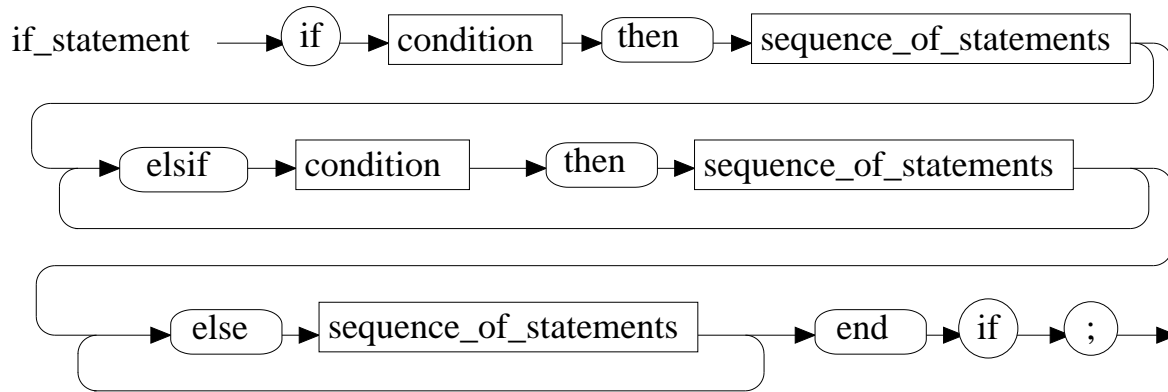 if_statement if condition then sequence_of_statements
elsif condition then sequence_of_statements
else sequence_of_statements end if ;